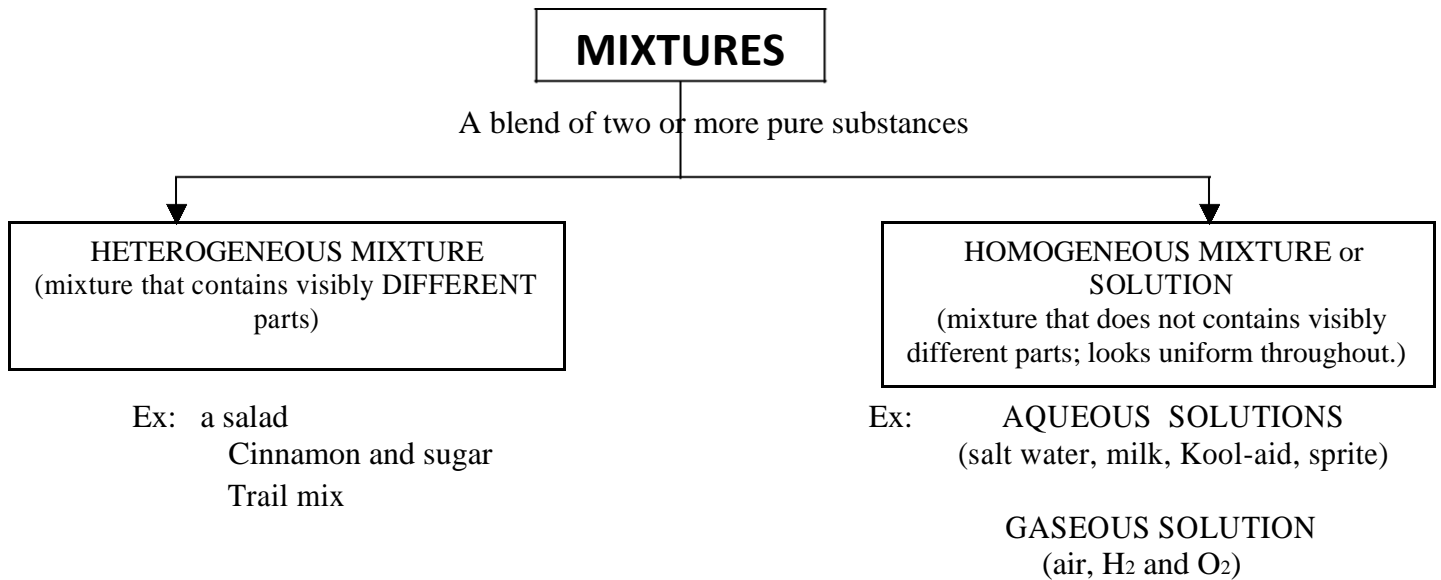 MIXTURES
A blend of two or more pure substances
HETEROGENEOUS MIXTURE
(mixture that contains visibly DIFFERENT
parts)
HOMOGENEOUS MIXTURE or
SOLUTION
(mixture that does not contains visibly
different parts; looks uniform throughout.)
Ex: a salad
Cinnamon and sugar
Trail mix
Ex: AQUEOUS SOLUTIONS
(salt water, milk, Kool-aid, sprite)
GASEOUS SOLUTION
(air, H2 and O2)